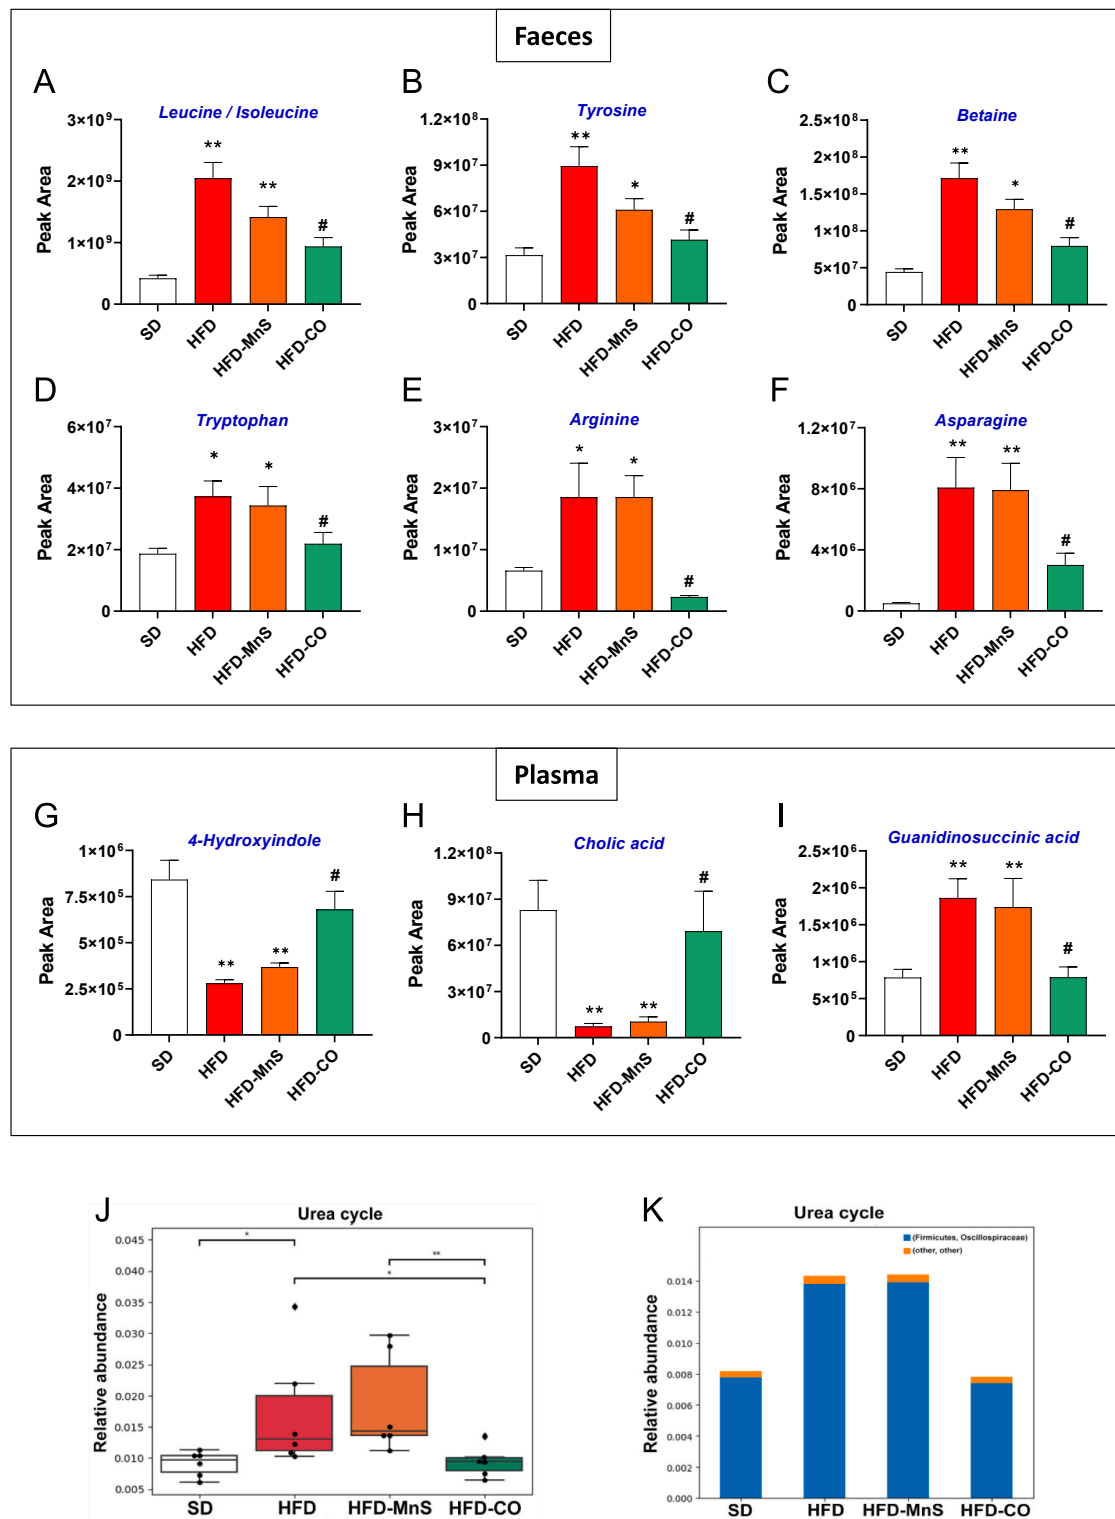 Faeces
A
Leucine / Isoleucine
Peak Area
3×10⁹
2×10⁹
1×10⁹
0
**
**
#
SD
HFD
HFD-MnS
HFD-CO
B
Tyrosine
Peak Area
1.2×10⁸
9×10⁷
6×10⁷
3×10⁷
0
**
*
#
SD
HFD
HFD-MnS
HFD-CO
C
Betaine
Peak Area
2.5×10⁸
2×10⁸
1.5×10⁸
1×10⁸
5×10⁷
0
**
*
#
SD
HFD
HFD-MnS
HFD-CO
D
Tryptophan
Peak Area
6×10⁷
4×10⁷
2×10⁷
0
*
*
#
SD
HFD
HFD-MnS
HFD-CO
E
Arginine
Peak Area
3×10⁷
2×10⁷
1×10⁷
0
*
*
#
SD
HFD
HFD-MnS
HFD-CO
F
Asparagine
Peak Area
1.2×10⁷
8×10⁶
4×10⁶
0
**
**
#
SD
HFD
HFD-MnS
HFD-CO
Plasma
G
4-Hydroxyindole
Peak Area
1×10⁶
7.5×10⁵
5×10⁵
2.5×10⁵
0
**
**
#
SD
HFD
HFD-MnS
HFD-CO
H
Cholic acid
Peak Area
1.2×10⁸
9×10⁷
6×10⁷
3×10⁷
0
**
**
#
SD
HFD
HFD-MnS
HFD-CO
I
Guanidinosuccinic acid
Peak Area
2.5×10⁶
2×10⁶
1.5×10⁶
1×10⁶
5×10⁵
0
**
**
#
SD
HFD
HFD-MnS
HFD-CO
J
Urea cycle
Relative abundance
0.045
0.040
0.035
0.030
0.025
0.020
0.015
0.010
0.005
*
**
*
SD
HFD
HFD-MnS
HFD-CO
K
Urea cycle
(Firmicutes, Oscillospiraceae)
(other, other)
Relative abundance
0.014
0.012
0.010
0.008
0.006
0.004
0.002
0.000
SD
HFD
HFD-MnS
HFD-CO